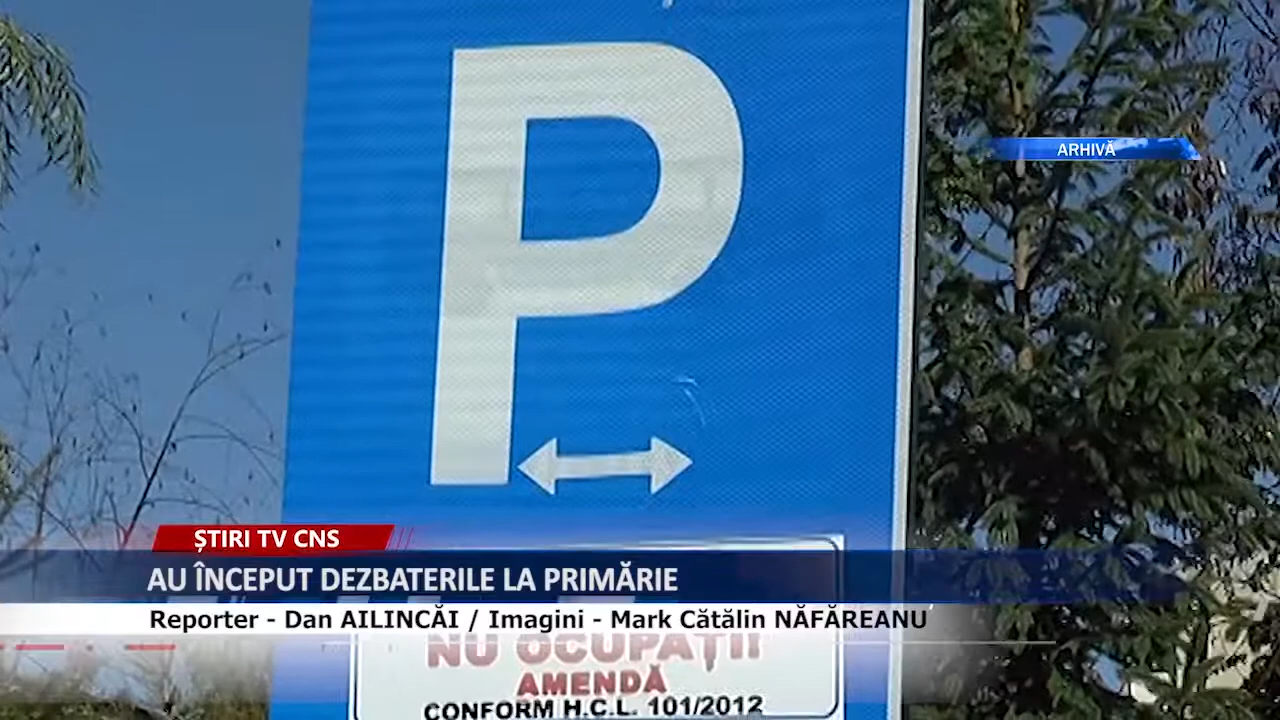 P
ARHIVĂ
ȘTIRI TV CNS
AU ÎNCEPUT DEZBATERILE LA PRIMĂRIE
Reporter - Dan AILINCĂI / Imagini - Mark Cătălin NĂFĂREANU
NU OCUPAȚI!
AMENDĂ
CONFORM H.C.L. 101/2012